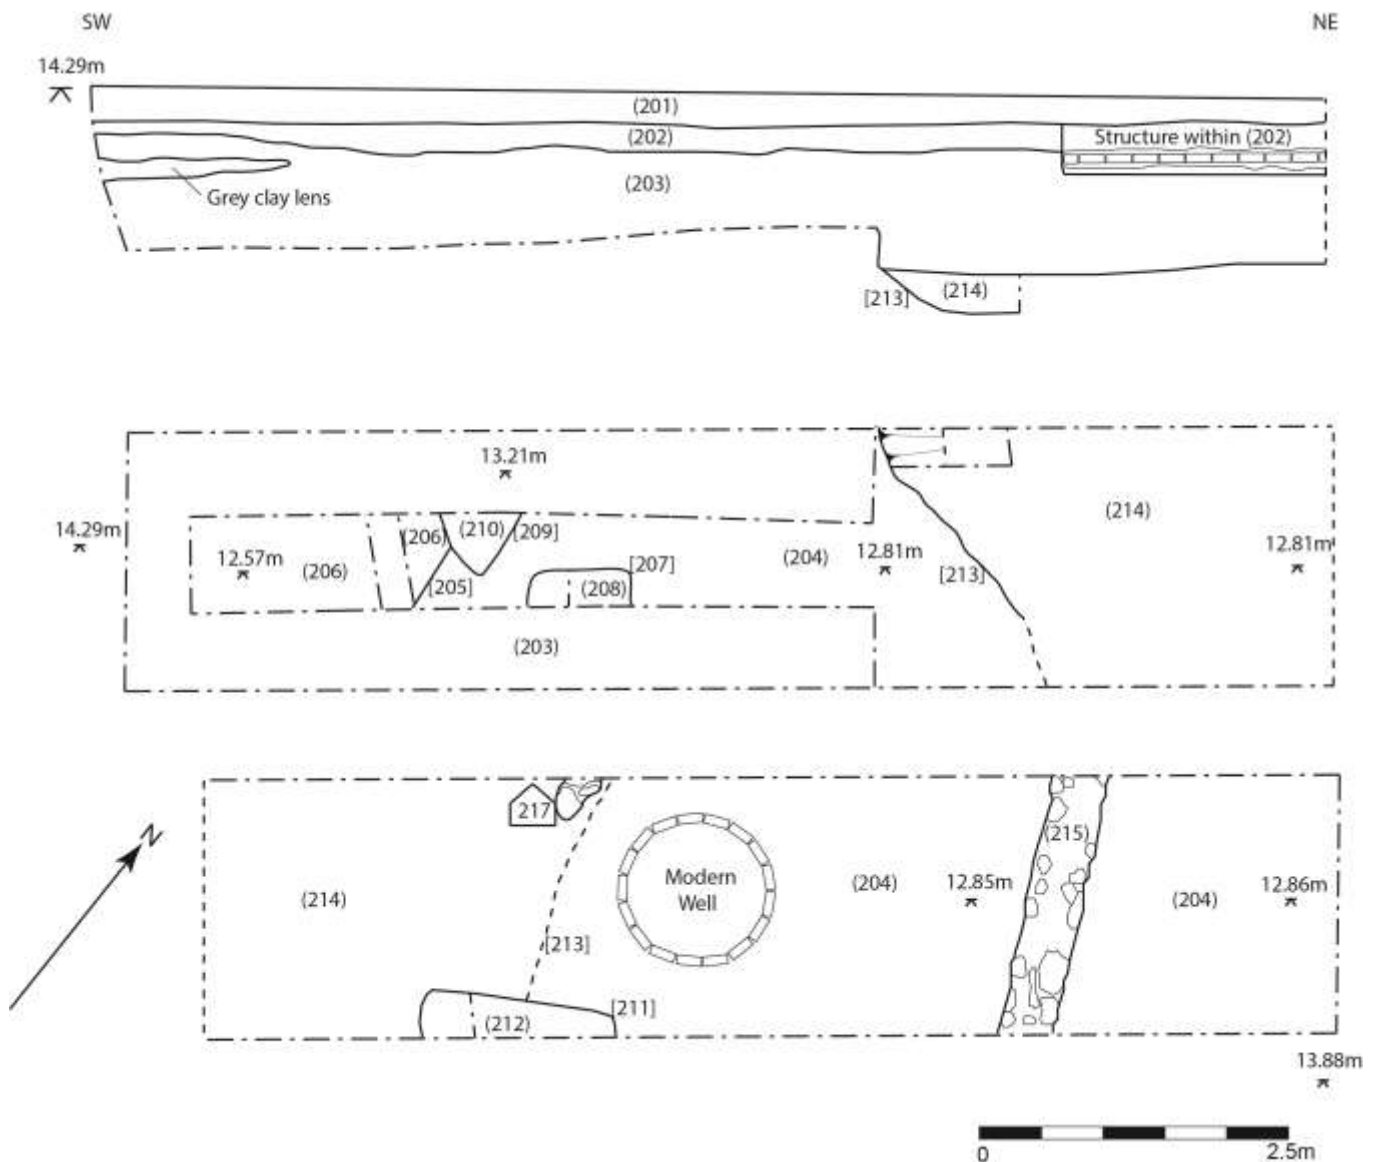 SW
NE
14.29m
(201)
(202)
Structure within (202)
(203)
Grey clay lens
[213]
(214)
13.21m
14.29m
(206)
(210)
[209]
(214)
12.57m
(206)
[205]
(208)
[207]
(204)
12.81m
[213]
12.81m
(203)
217
N
(215)
Modern
Well
(204)
12.85m
12.86m
(214)
(204)
[213]
(212)
[211]
13.88m
0
2.5m